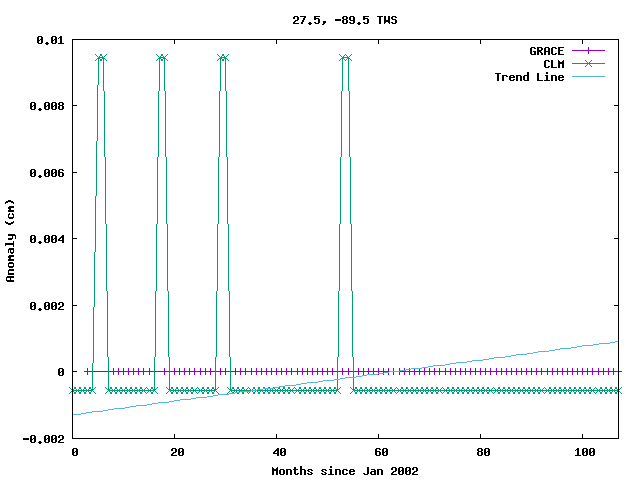 27.5, -89.5 TWS
GRACE
CLM
Trend Line
0.01
0.008
0.006
0.004
0.002
0
-0.002
Anomaly (cm)
0 20 40 60 80 100
Months since Jan 2002